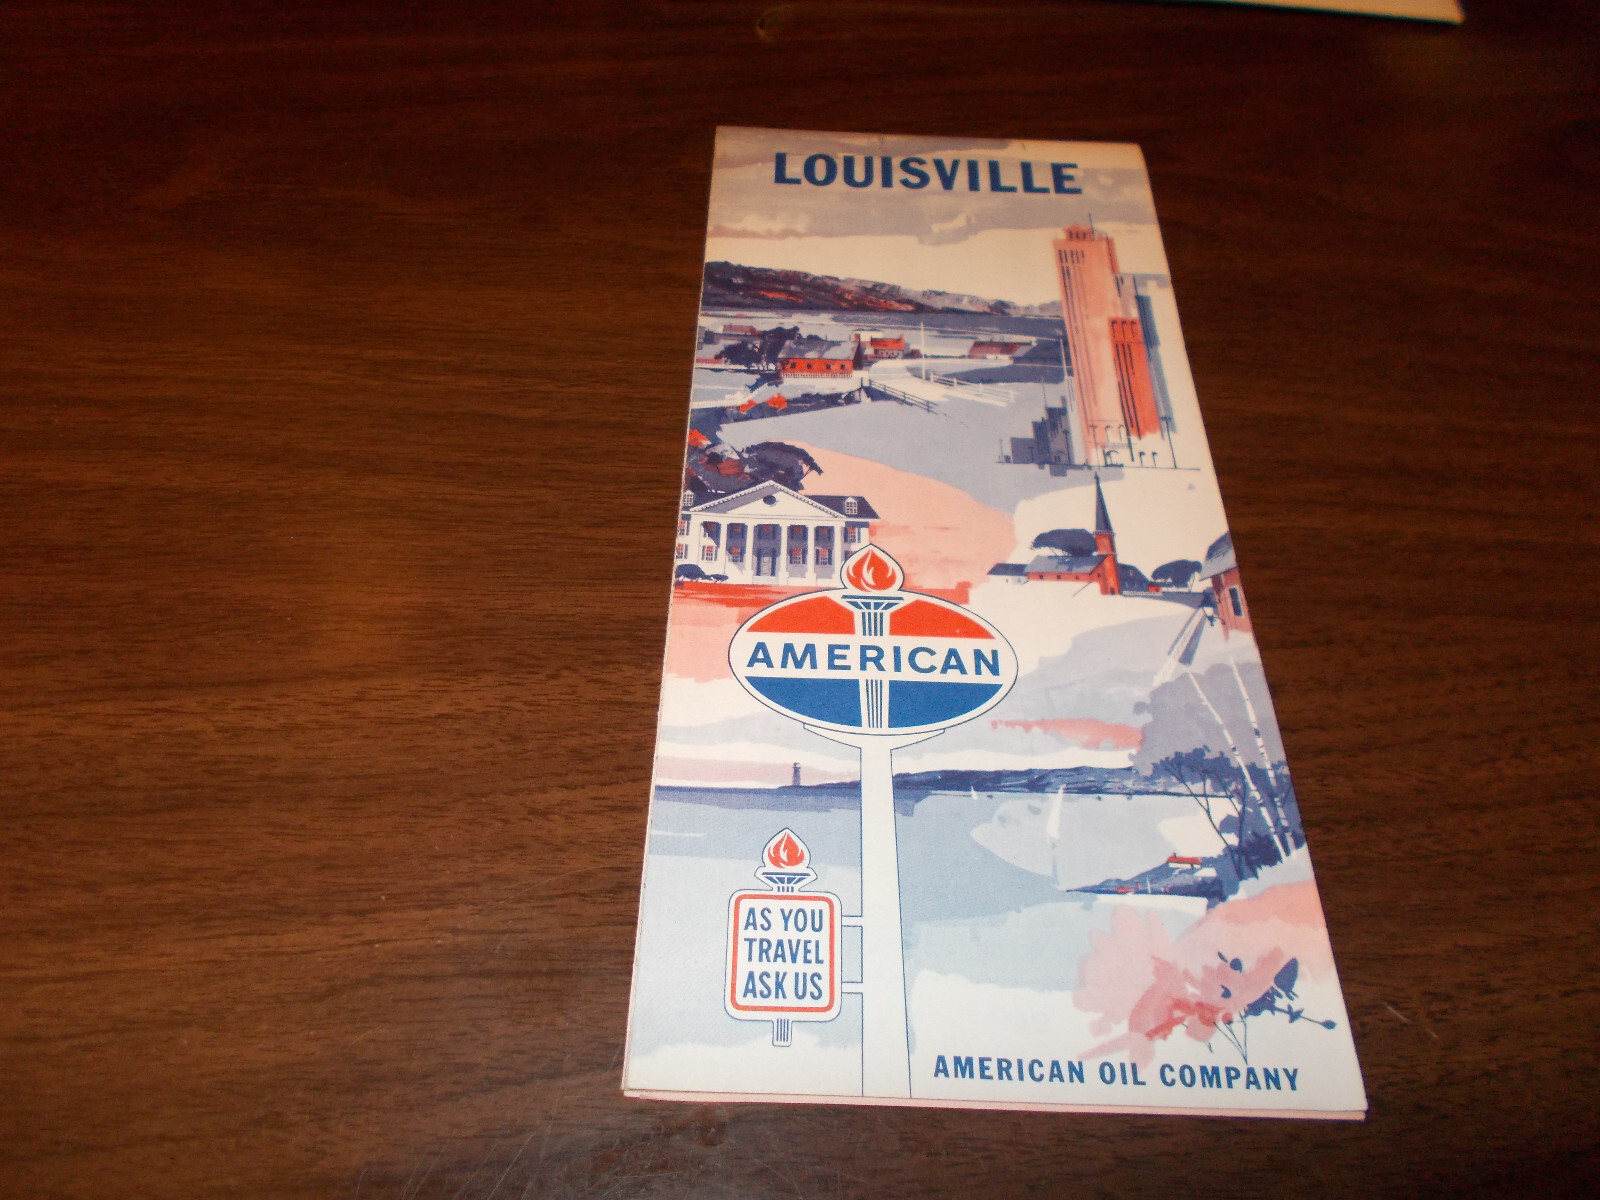 LOUISVILLE
AMERICAN
AS YOU
TRAVEL
ASK US
AMERICAN OIL COMPANY